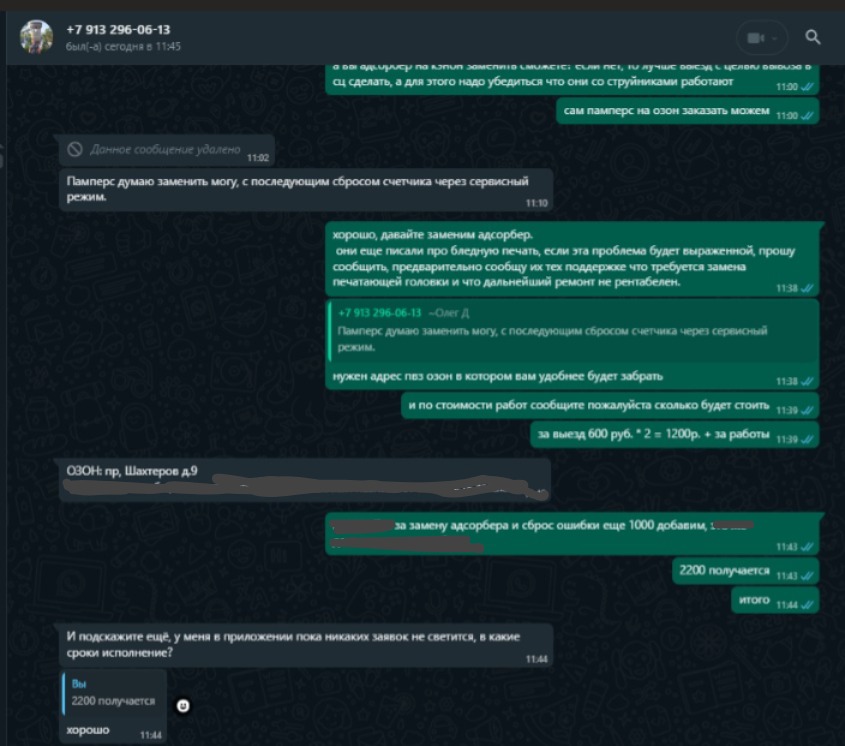 +7 913 296-06-13
был(-а) сегодня в 11:45
а вы адсорбер на кэнон заменить сможете? если нет, то лучше выезд с целью вывоза в
сц сделать, а для этого надо убедиться что они со струйниками работают
11:00
сам памперс на озон заказать можем 11:00
Данное сообщение удалено 11:02
Памперс думаю заменить могу, с последующим сбросом счетчика через сервисный
режим.
11:10
хорошо, давайте заменим адсорбер.
они еще писали про бледную печать, если эта проблема будет выраженной, прошу
сообщить, предварительно сообщу их тех поддержке что требуется замена
печатающей головки и что дальнейший ремонт не рентабелен.
11:38
+7 913 296-06-13 ~Олег Д
Памперс думаю заменить могу, с последующим сбросом счетчика через сервисный
режим.
нужен адрес пвз озон в котором вам удобнее будет забрать
11:38
и по стоимости работ сообщите пожалуйста сколько будет стоить 11:39
за выезд 600 руб. * 2 = 1200р. + за работы 11:39
ОЗОН: пр, Шахтеров д.9
за замену адсорбера и сброс ошибки еще 1000 добавим,
11:43
2200 получается 11:43
итого 11:44
И подскажите ещё, у меня в приложении пока никаких заявок не светится, в какие
сроки исполнение?
11:44
Вы
2200 получается
хорошо
11:44